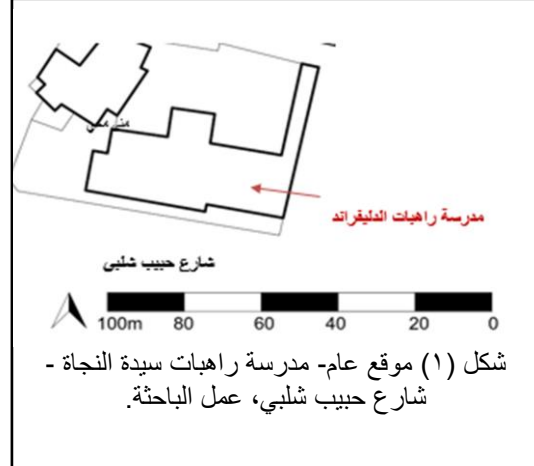 مدرسة راهبات الدليفراند
شارع حبيب شلبي
100m 80 60 40 20 0
شكل (١) موقع عام- مدرسة راهبات سيدة النجاة -
شارع حبيب شلبي، عمل الباحثة.